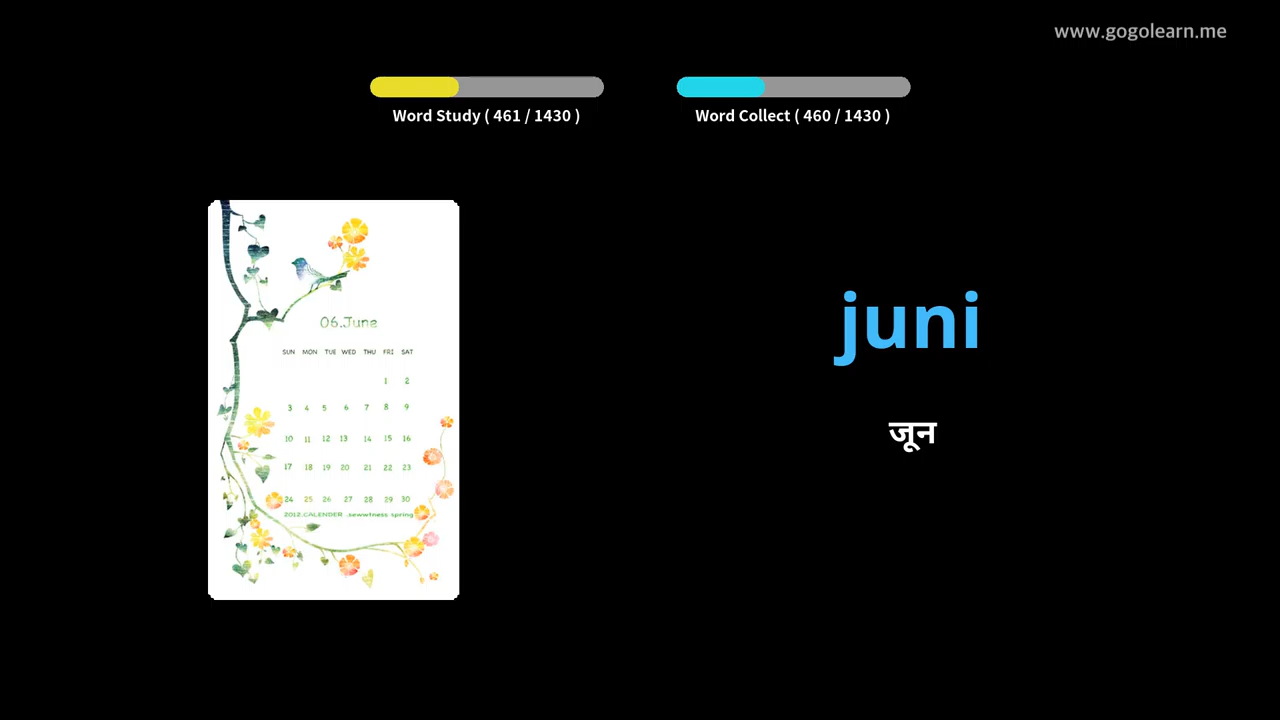 www.gogolearn.me
Word Study ( 461 / 1430 )
Word Collect ( 460 / 1430 )
06.June
SUN MON TUE WED THU FRI SAT
1 2
3 4 5 6 7 8 9
10 11 12 13 14 15 16
17 18 19 20 21 22 23
24 25 26 27 28 29 30
2012.CALENDER .sewwtness spring
juni
जून